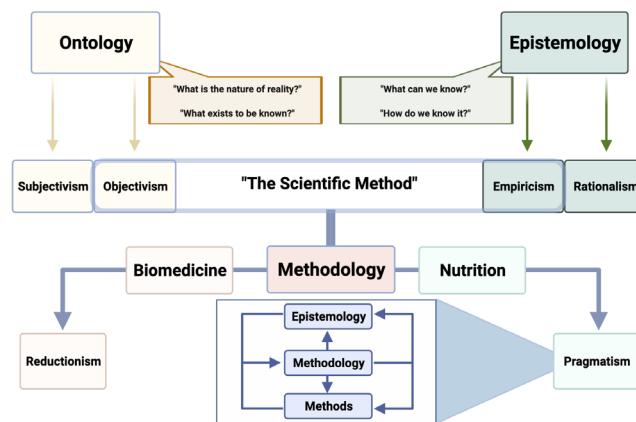 Ontology
Epistemology
"What is the nature of reality?"
"What exists to be known?"
"What can we know?"
"How do we know it?"
Subjectivism
Objectivism
"The Scientific Method"
Empiricism
Rationalism
Biomedicine
Methodology
Nutrition
Epistemology
Reductionism
Methodology
Pragmatism
Methods